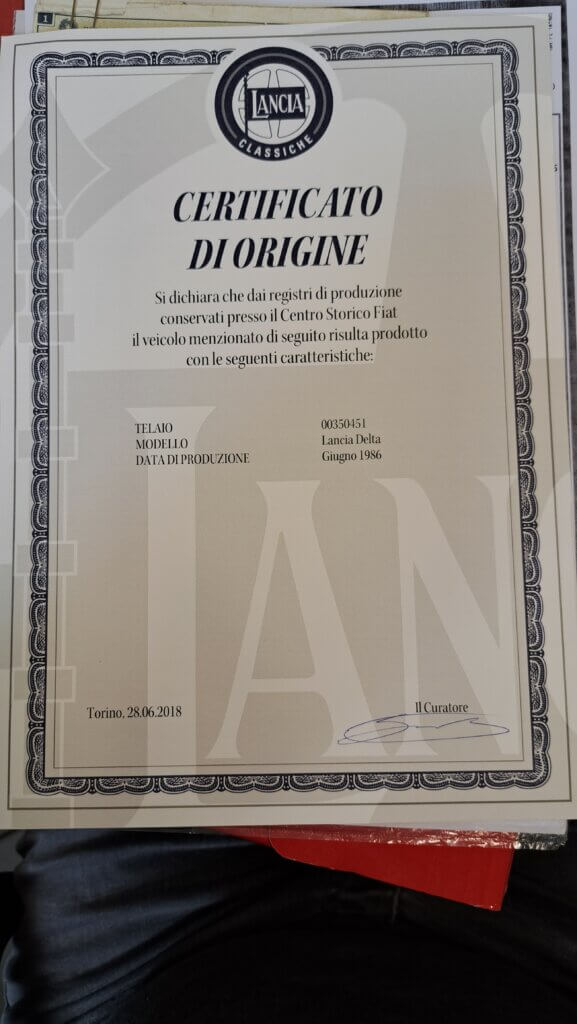 1
LANCIA
CLASSICHE
CERTIFICATO
DI ORIGINE
Si dichiara che dai registri di produzione
conservati presso il Centro Storico Fiat
il veicolo menzionato di seguito risulta prodotto
con le seguenti caratteristiche:
TELAIO 00350451
MODELLO Lancia Delta
DATA DI PRODUZIONE Giugno 1986
LANC
Torino, 28.06.2018
Il Curatore